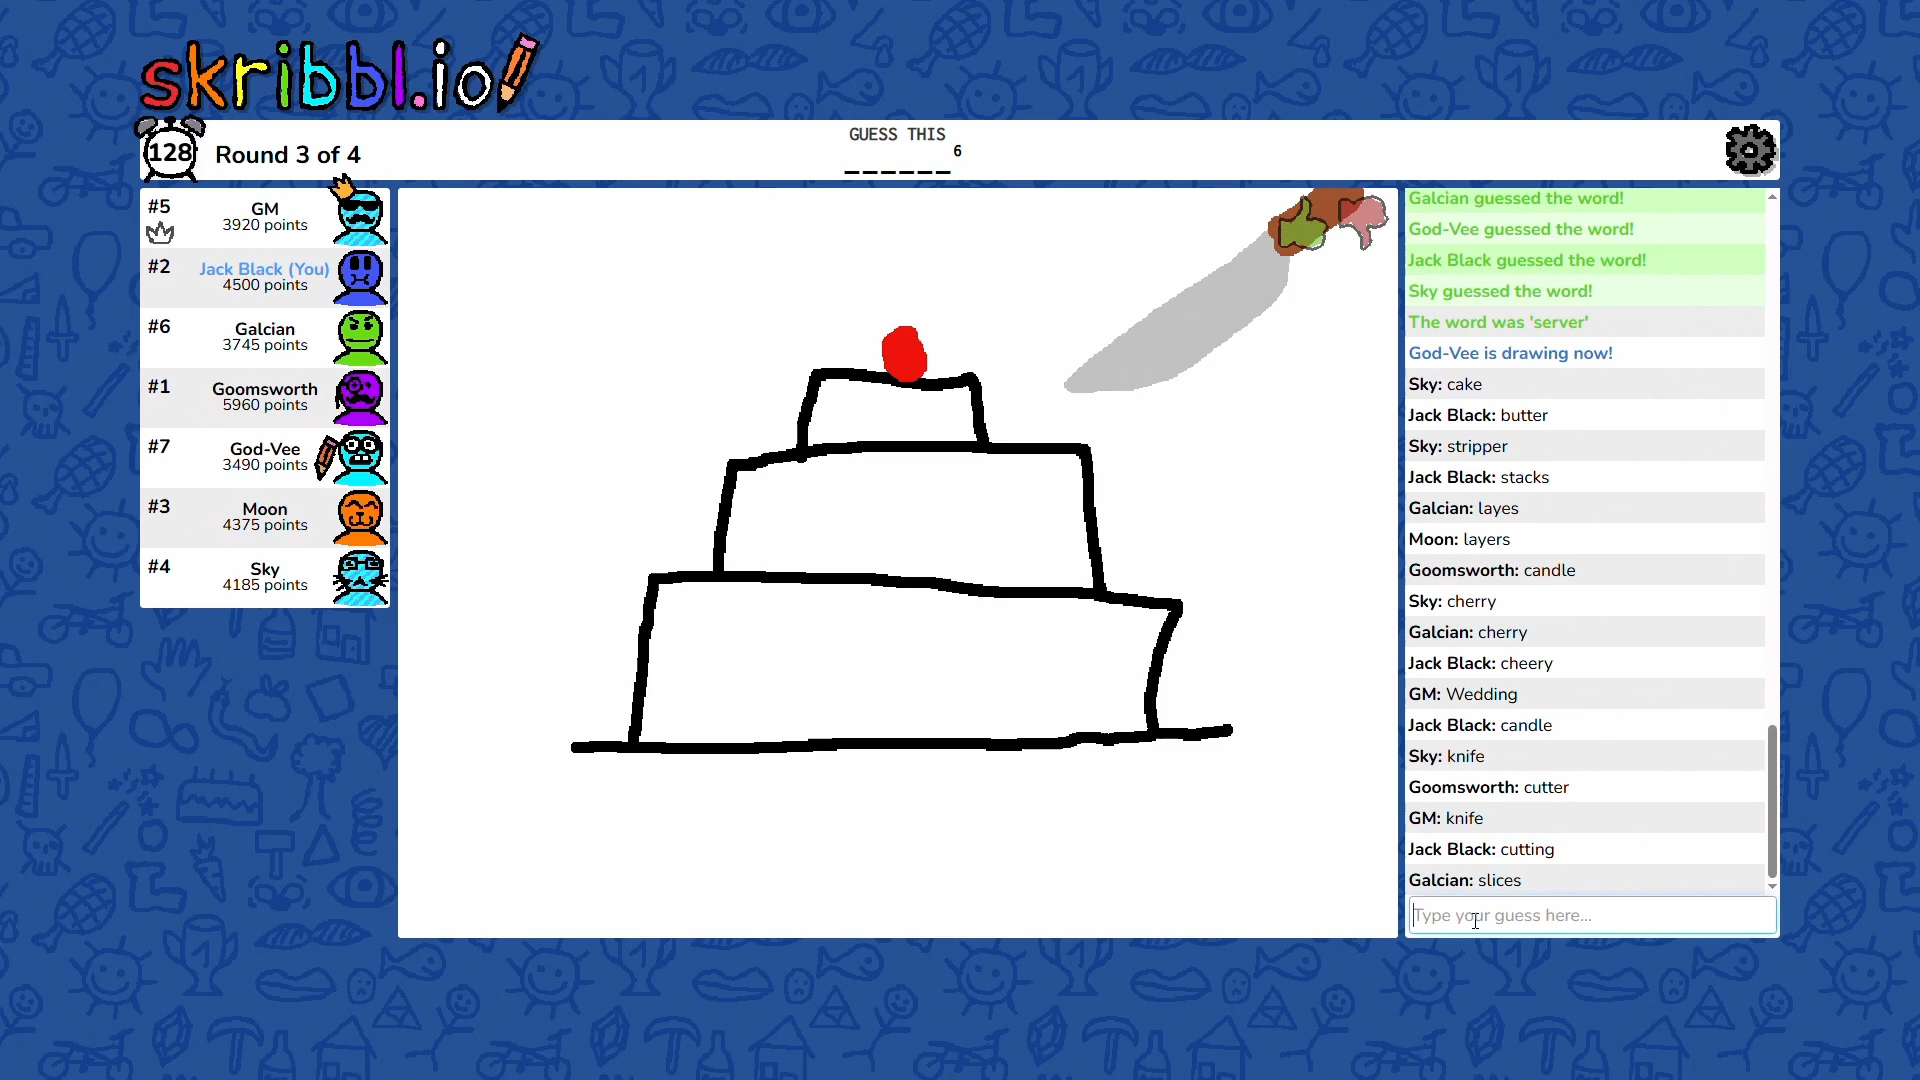 skribbl.io
128
Round 3 of 4
GUESS THIS
6
______
#5
GM
3920 points
#2
Jack Black (You)
4500 points
#6
Galcian
3745 points
#1
Goomsworth
5960 points
#7
God-Vee
3490 points
#3
Moon
4375 points
#4
Sky
4185 points
Galcian guessed the word!
God-Vee guessed the word!
Jack Black guessed the word!
Sky guessed the word!
The word was 'server'
God-Vee is drawing now!
Sky: cake
Jack Black: butter
Sky: stripper
Jack Black: stacks
Galcian: layes
Moon: layers
Goomsworth: candle
Sky: cherry
Galcian: cherry
Jack Black: cheery
GM: Wedding
Jack Black: candle
Sky: knife
Goomsworth: cutter
GM: knife
Jack Black: cutting
Galcian: slices
Type your guess here...